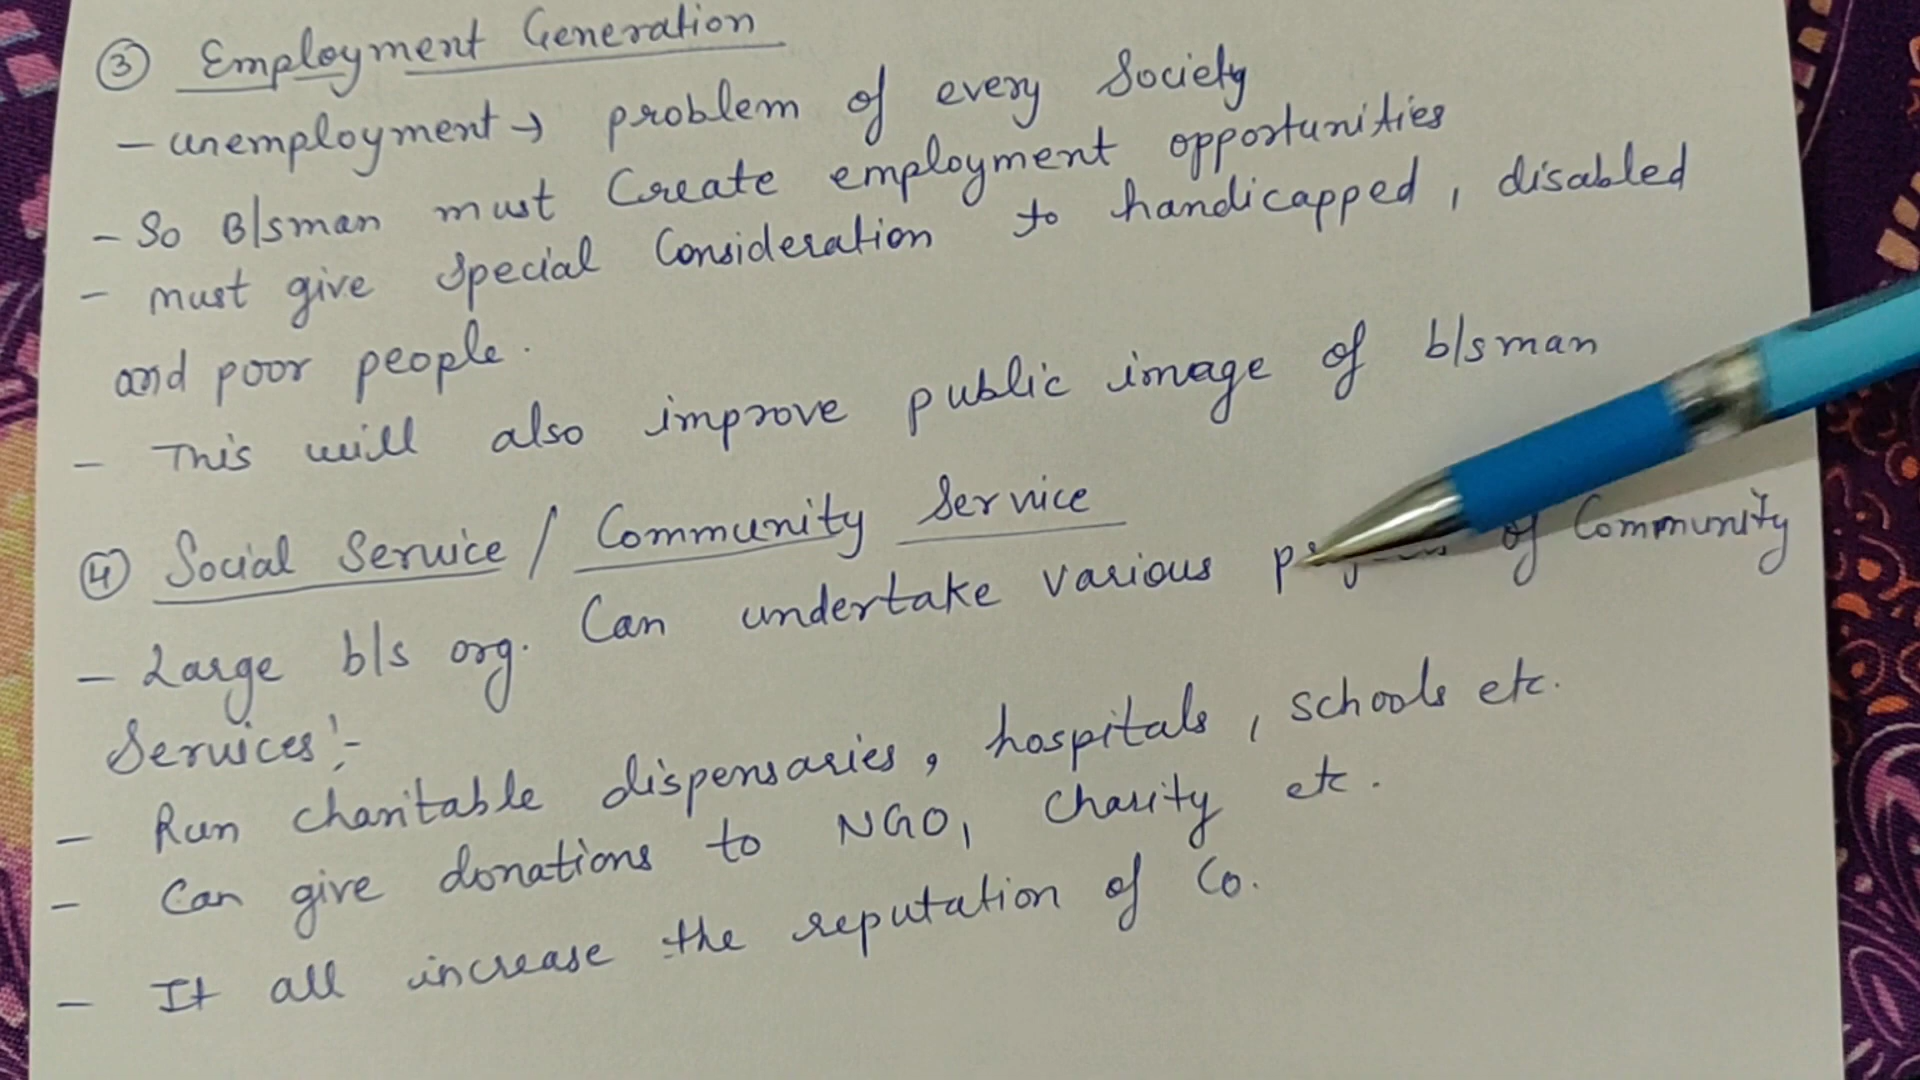 ③ Employment Generation
- unemployment → problem of every Society
- So B/sman must Create employment opportunities
- must give special Consideration to handicapped, disabled
and poor people.
- This will also improve public image of b/sman
④ Social Service / Community Service
- Large b/s org. Can undertake various of Community
Services:-
- Run charitable dispensaries, hospitals, schools etc.
- Can give donations to NGO, Charity etc.
- It all increase the reputation of Co.